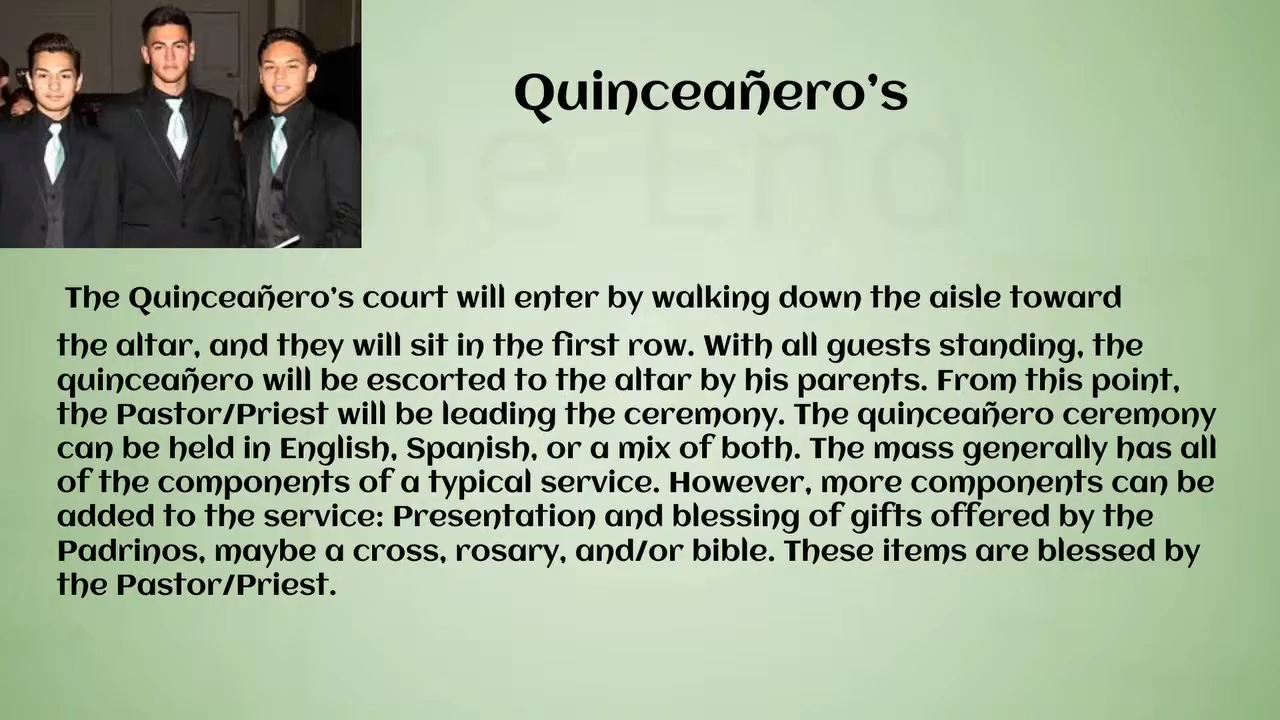 Quinceañero's
he End
The Quinceañero's court will enter by walking down the aisle toward
the altar, and they will sit in the first row. With all guests standing, the
quinceañero will be escorted to the altar by his parents. From this point,
the Pastor/Priest will be leading the ceremony. The quinceañero ceremony
can be held in English, Spanish, or a mix of both. The mass generally has all
of the components of a typical service. However, more components can be
added to the service: Presentation and blessing of gifts offered by the
Padrinos, maybe a cross, rosary, and/or bible. These items are blessed by
the Pastor/Priest.